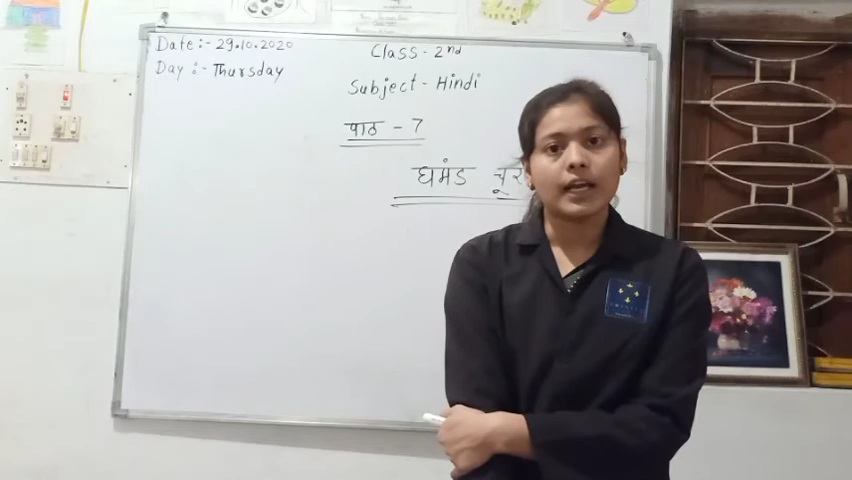 Date:- 29.10.2020
Class - 2nd
Day :- Thursday
Subject - Hindi
पाठ - 7
घमंड चूर